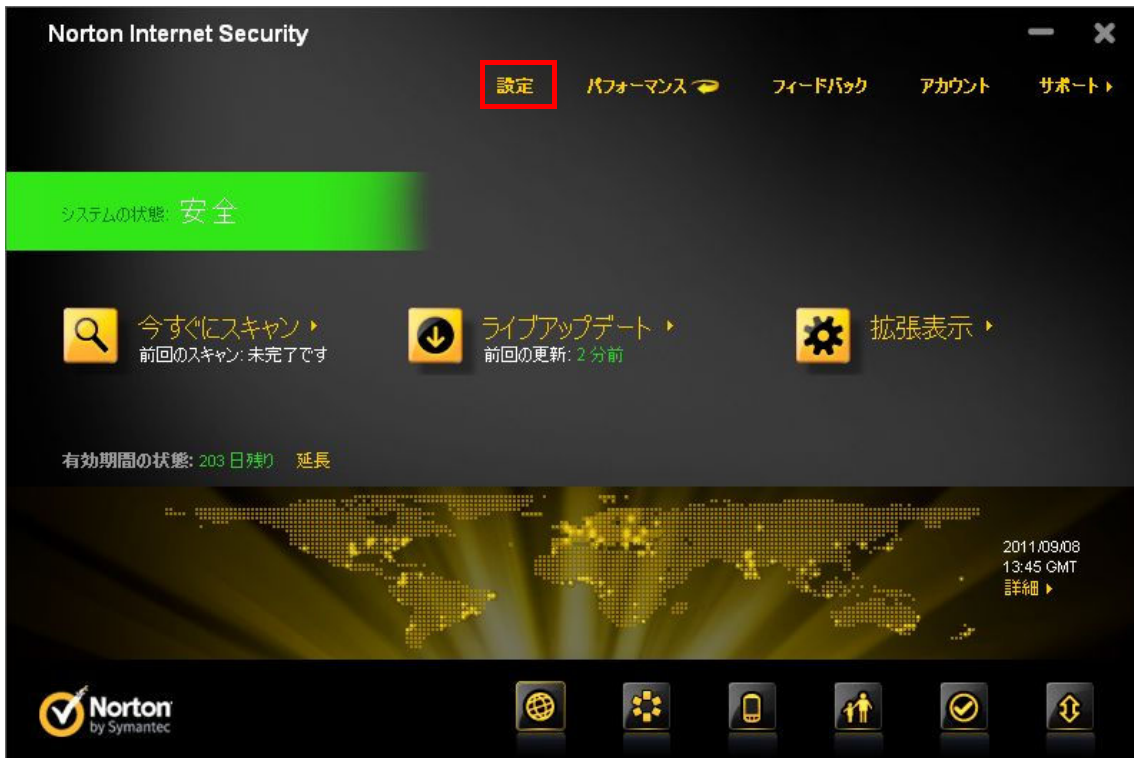 Norton Internet Security
設定 パフォーマンス フィードバック アカウント サポート
システムの状態: 安全
今すぐにスキャン
前回のスキャン: 未完了です
ライブアップデート
前回の更新: 2 分前
拡張表示
有効期間の状態: 203 日残り 延長
2011/09/08
13:45 GMT
詳細
Norton
by Symantec